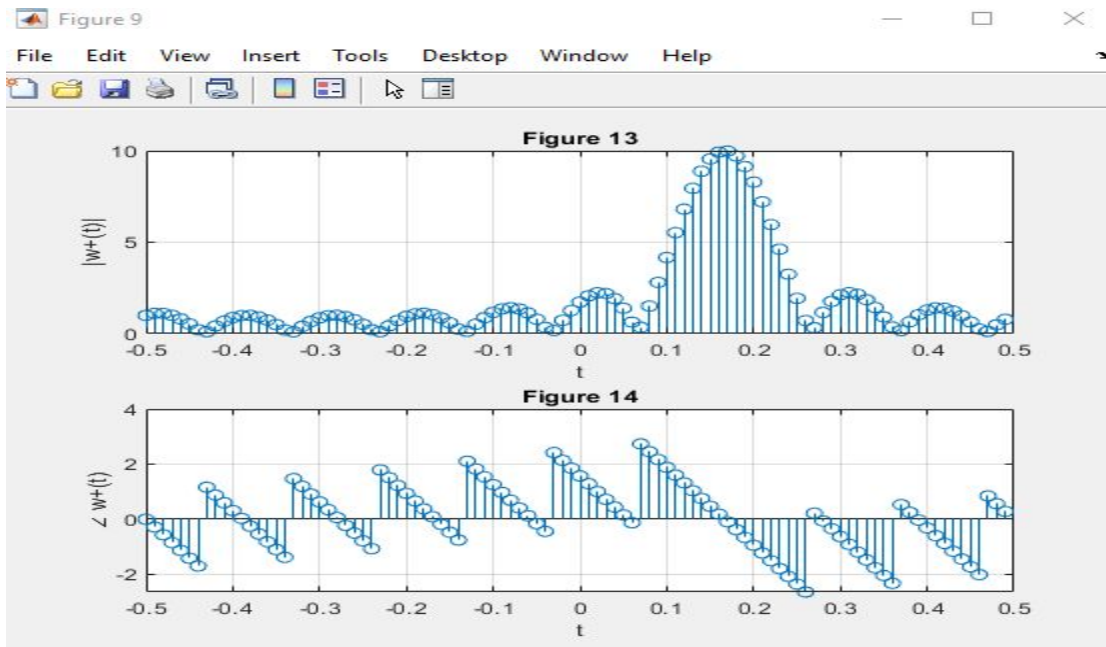 Figure 9
File Edit View Insert Tools Desktop Window Help
Figure 13
|w+(t)|
10
5
0
-0.5 -0.4 -0.3 -0.2 -0.1 0 0.1 0.2 0.3 0.4 0.5
t
Figure 14
∠ w+(t)
4
2
0
-2
-0.5 -0.4 -0.3 -0.2 -0.1 0 0.1 0.2 0.3 0.4 0.5
t